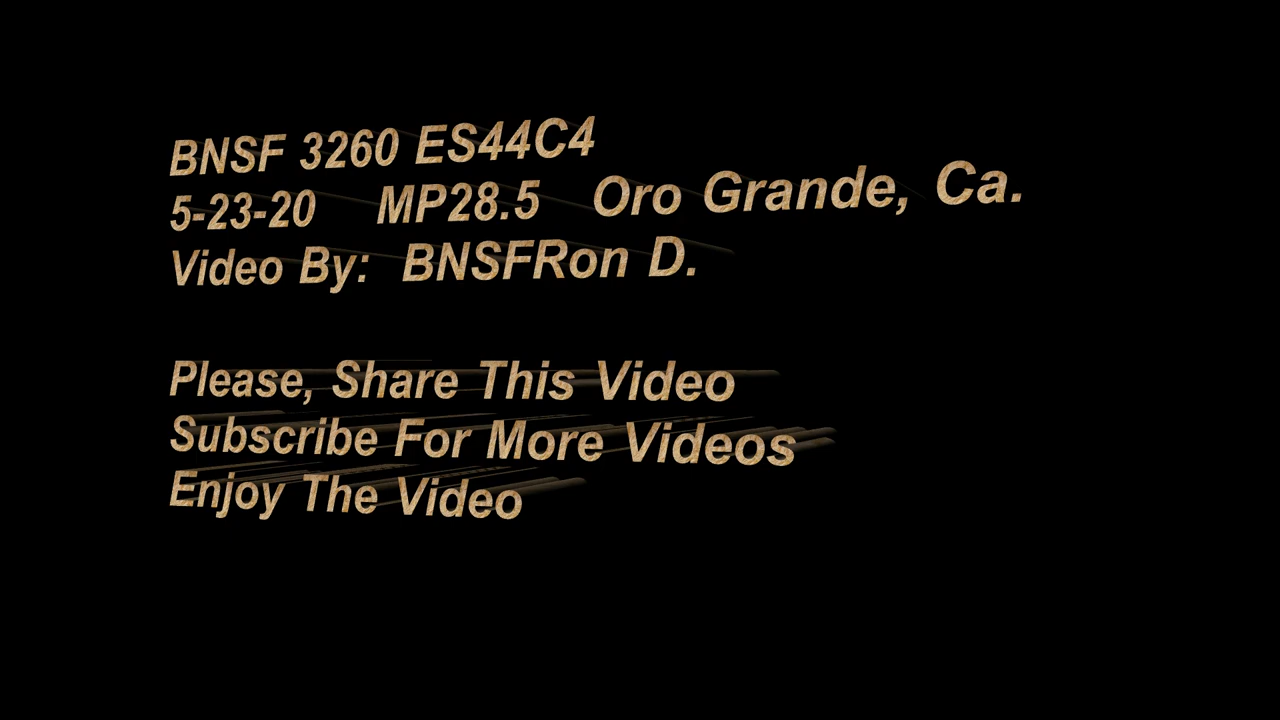 BNSF 3260 ES44C4
5-23-20 MP28.5 Oro Grande, Ca.
Video By: BNSFRon D.
Please, Share This Video
Subscribe For More Videos
Enjoy The Video